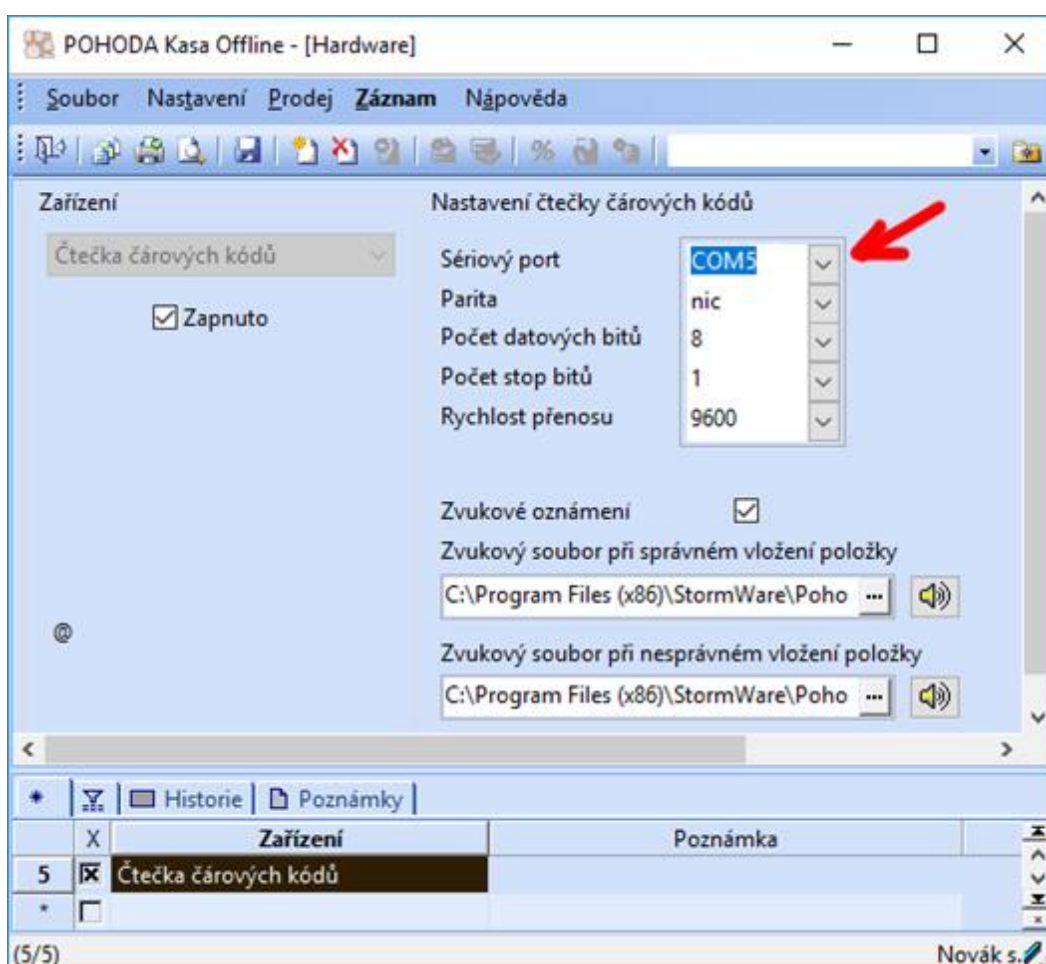 POHODA Kasa Offline - [Hardware]
Soubor Nastavení Prodej Záznam Nápověda
Zařízení
Čtečka čárových kódů
Zapnuto
@
Nastavení čtečky čárových kódů
Sériový port COM5
Parita nic
Počet datových bitů 8
Počet stop bitů 1
Rychlost přenosu 9600
Zvukové oznámení
Zvukový soubor při správném vložení položky
C:\Program Files (x86)\StormWare\Poho ...
Zvukový soubor při nesprávném vložení položky
C:\Program Files (x86)\StormWare\Poho ...
* Historie Poznámky
X Zařízení Poznámka
5 Čtečka čárových kódů
*
(5/5) Novák s.